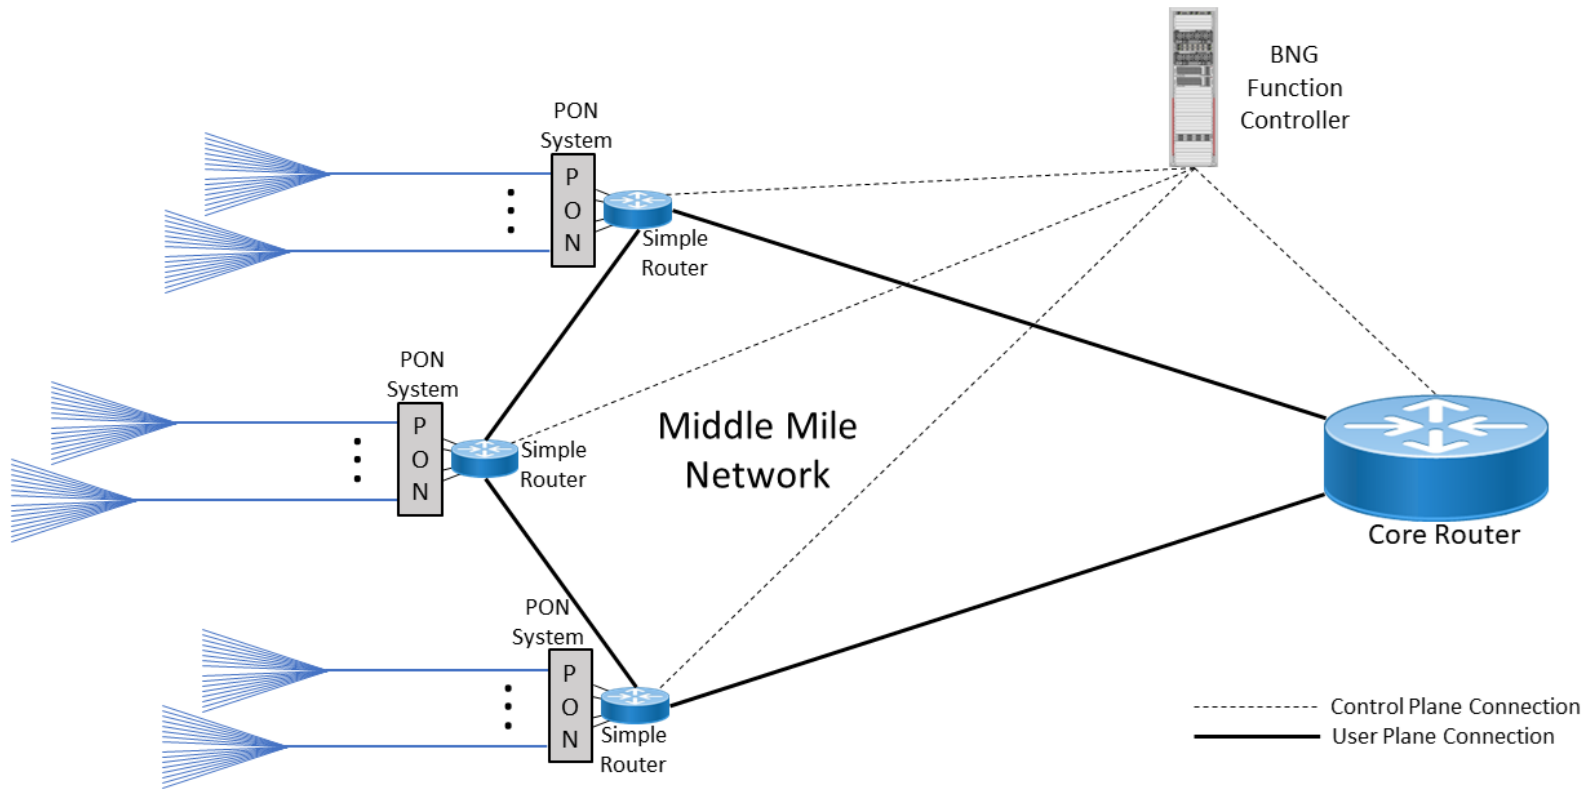 BNG
Function
Controller
PON
System
P
O
N
Simple
Router
PON
System
P
O
N
Simple
Router
Middle Mile
Network
Core Router
PON
System
P
O
N
Simple
Router
Control Plane Connection
User Plane Connection